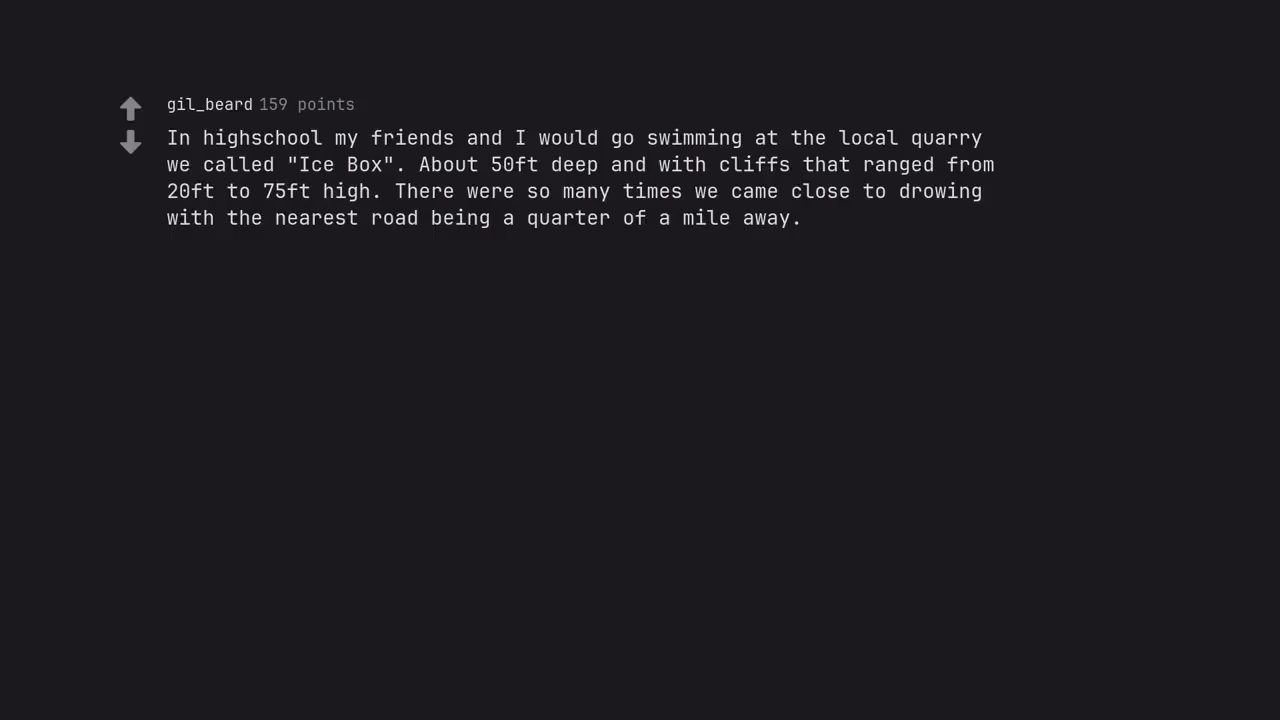 gil_beard 159 points
In highschool my friends and I would go swimming at the local quarry
we called "Ice Box". About 50ft deep and with cliffs that ranged from
20ft to 75ft high. There were so many times we came close to drowing
with the nearest road being a quarter of a mile away.